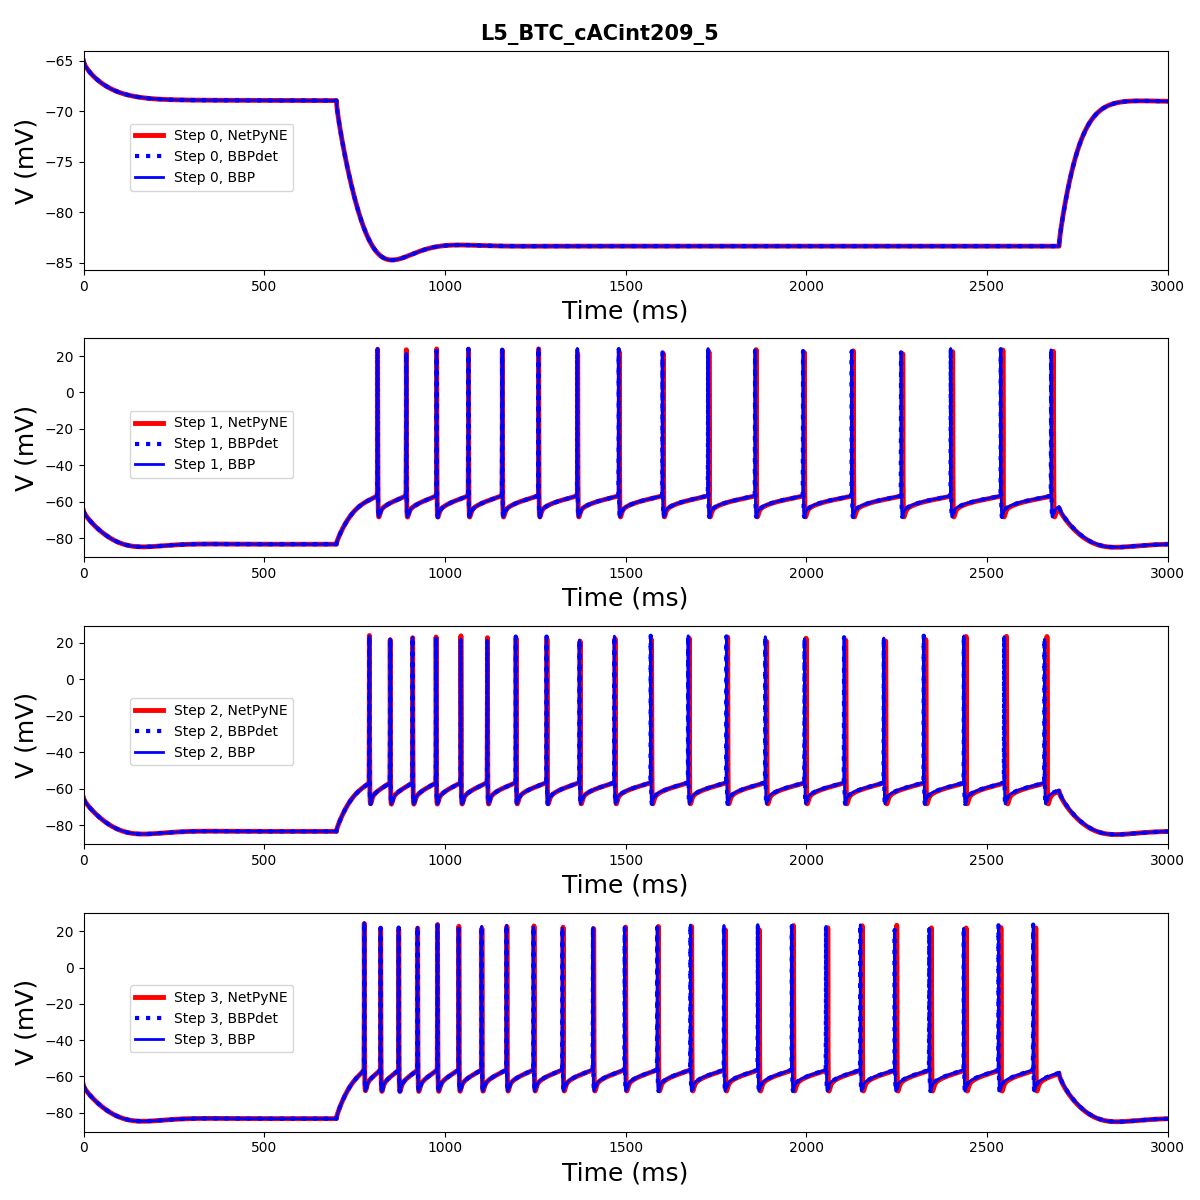 L5_BTC_cACint209_5
V (mV)
−65
−70
−75
−80
−85
Step 0, NetPyNE
Step 0, BBPdet
Step 0, BBP
0 500 1000 1500 2000 2500 3000
Time (ms)
V (mV)
20
0
−20
−40
−60
−80
Step 1, NetPyNE
Step 1, BBPdet
Step 1, BBP
0 500 1000 1500 2000 2500 3000
Time (ms)
V (mV)
20
0
−20
−40
−60
−80
Step 2, NetPyNE
Step 2, BBPdet
Step 2, BBP
0 500 1000 1500 2000 2500 3000
Time (ms)
V (mV)
20
0
−20
−40
−60
−80
Step 3, NetPyNE
Step 3, BBPdet
Step 3, BBP
0 500 1000 1500 2000 2500 3000
Time (ms)